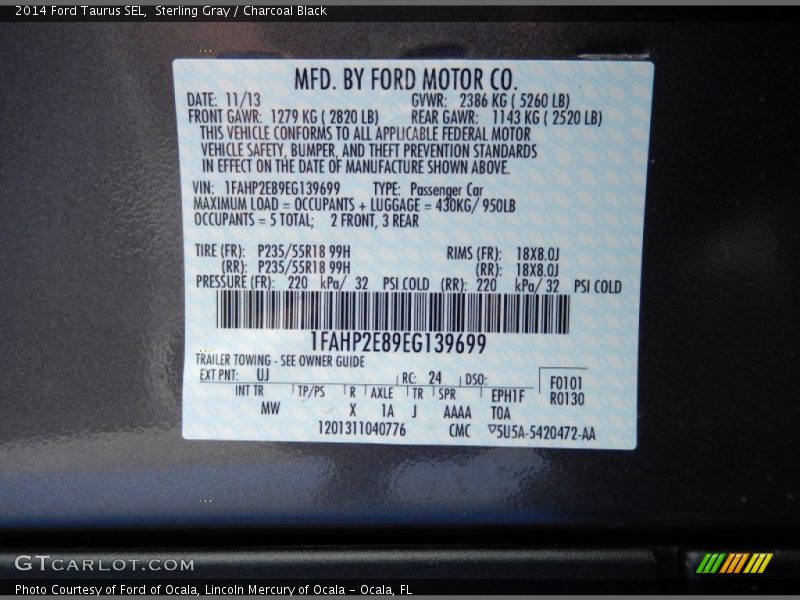 2014 Ford Taurus SEL, Sterling Gray / Charcoal Black
MFD. BY FORD MOTOR CO.
DATE: 11/13 GVWR: 2386 KG ( 5260 LB)
FRONT GAWR: 1279 KG ( 2820 LB) REAR GAWR: 1143 KG ( 2520 LB)
THIS VEHICLE CONFORMS TO ALL APPLICABLE FEDERAL MOTOR
VEHICLE SAFETY, BUMPER, AND THEFT PREVENTION STANDARDS
IN EFFECT ON THE DATE OF MANUFACTURE SHOWN ABOVE.
VIN: 1FAHP2E89EG139699 TYPE: Passenger Car
MAXIMUM LOAD = OCCUPANTS + LUGGAGE = 430KG/ 950LB
OCCUPANTS = 5 TOTAL; 2 FRONT, 3 REAR
TIRE (FR): P235/55R18 99H RIMS (FR): 18X8.0J
(RR): P235/55R18 99H (RR): 18X8.0J
PRESSURE (FR): 220 kPa/ 32 PSI COLD (RR): 220 kPa/ 32 PSI COLD
1FAHP2E89EG139699
TRAILER TOWING - SEE OWNER GUIDE
EXT PNT: UJ RC: 24 DSO: F0101
INT TR TP/PS R AXLE TR SPR EPH1F R0130
MW X 1A J AAAA T0A
1201311040776 CMC ▽5U5A-5420472-AA
GTCARLOT.COM
Photo Courtesy of Ford of Ocala, Lincoln Mercury of Ocala - Ocala, FL